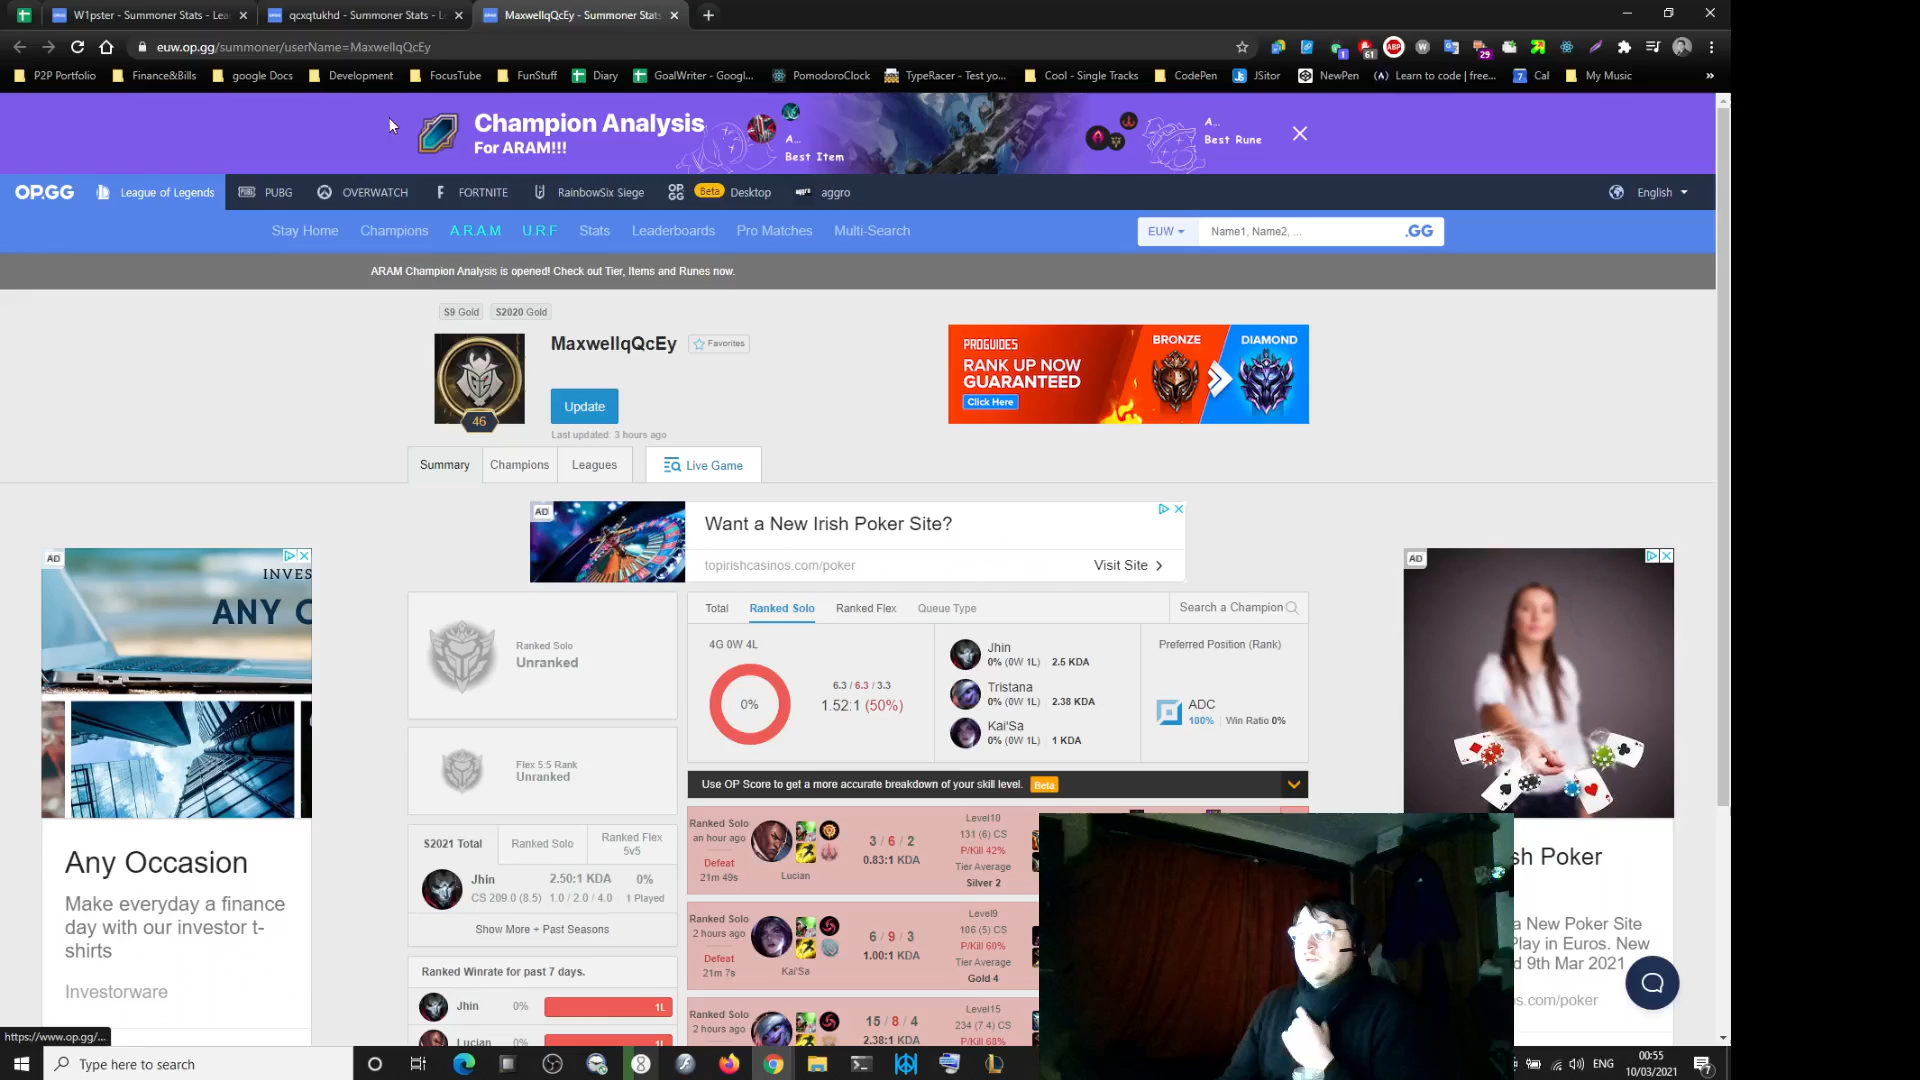 W1pster - Summoner Stats - Lea
qcxqtukhd - Summoner Stats - Le
MaxwellqQcEy - Summoner Stats
euw.op.gg/summoner/userName=MaxwellqQcEy
P2P Portfolio
Finance&Bills
google Docs
Development
FocusTube
FunStuff
Diary
GoalWriter - Googl...
PomodoroClock
TypeRacer - Test yo...
Cool - Single Tracks
CodePen
JSitor
NewPen
Learn to code | free...
Cal
My Music
Champion Analysis
For ARAM!!!
A...
Best Item
A...
Best Rune
OP.GG
League of Legends
PUBG
OVERWATCH
FORTNITE
RainbowSix Siege
OP.GG
Beta
Desktop
aggro
English
Stay Home
Champions
A.R.A.M
U.R.F
Stats
Leaderboards
Pro Matches
Multi-Search
EUW
Name1, Name2, ...
.GG
ARAM Champion Analysis is opened! Check out Tier, Items and Runes now.
S9 Gold
S2020 Gold
MaxwellqQcEy
Favorites
46
Update
Last updated: 3 hours ago
PROGUIDES
RANK UP NOW
GUARANTEED
Click Here
BRONZE
DIAMOND
Summary
Champions
Leagues
Live Game
AD
Want a New Irish Poker Site?
topirishcasinos.com/poker
Visit Site
AD
INVES
ANY O
Any Occasion
Make everyday a finance
day with our investor t-
shirts
Investorware
Ranked Solo
Unranked
Flex 5:5 Rank
Unranked
S2021 Total
Ranked Solo
Ranked Flex
5v5
Jhin
2.50:1 KDA
0%
CS 209.0 (8.5)
1.0 / 2.0 / 4.0
1 Played
Show More + Past Seasons
Ranked Winrate for past 7 days.
Jhin
0%
1L
Lucian
0%
1L
Total
Ranked Solo
Ranked Flex
Queue Type
Search a Champion
4G 0W 4L
0%
6.3 / 6.3 / 3.3
1.52:1 (50%)
Jhin
0% (0W 1L)
2.5 KDA
Tristana
0% (0W 1L)
2.38 KDA
Kai'Sa
0% (0W 1L)
1 KDA
Preferred Position (Rank)
ADC
100%
Win Ratio 0%
Use OP Score to get a more accurate breakdown of your skill level.
Beta
Ranked Solo
an hour ago
Defeat
21m 49s
Lucian
3 / 6 / 2
0.83:1 KDA
Level10
131 (6) CS
P/Kill 42%
Tier Average
Silver 2
Ranked Solo
2 hours ago
Defeat
21m 7s
Kai'Sa
6 / 9 / 3
1.00:1 KDA
Level9
106 (5) CS
P/Kill 60%
Tier Average
Gold 4
Ranked Solo
2 hours ago
15 / 8 / 4
2.38:1 KDA
Level15
234 (7.4) CS
P/Kill 68%
AD
sh Poker
a New Poker Site
Play in Euros. New
d 9th Mar 2021
s.com/poker
https://www.op.gg/...
Type here to search
ENG
00:55
10/03/2021
7